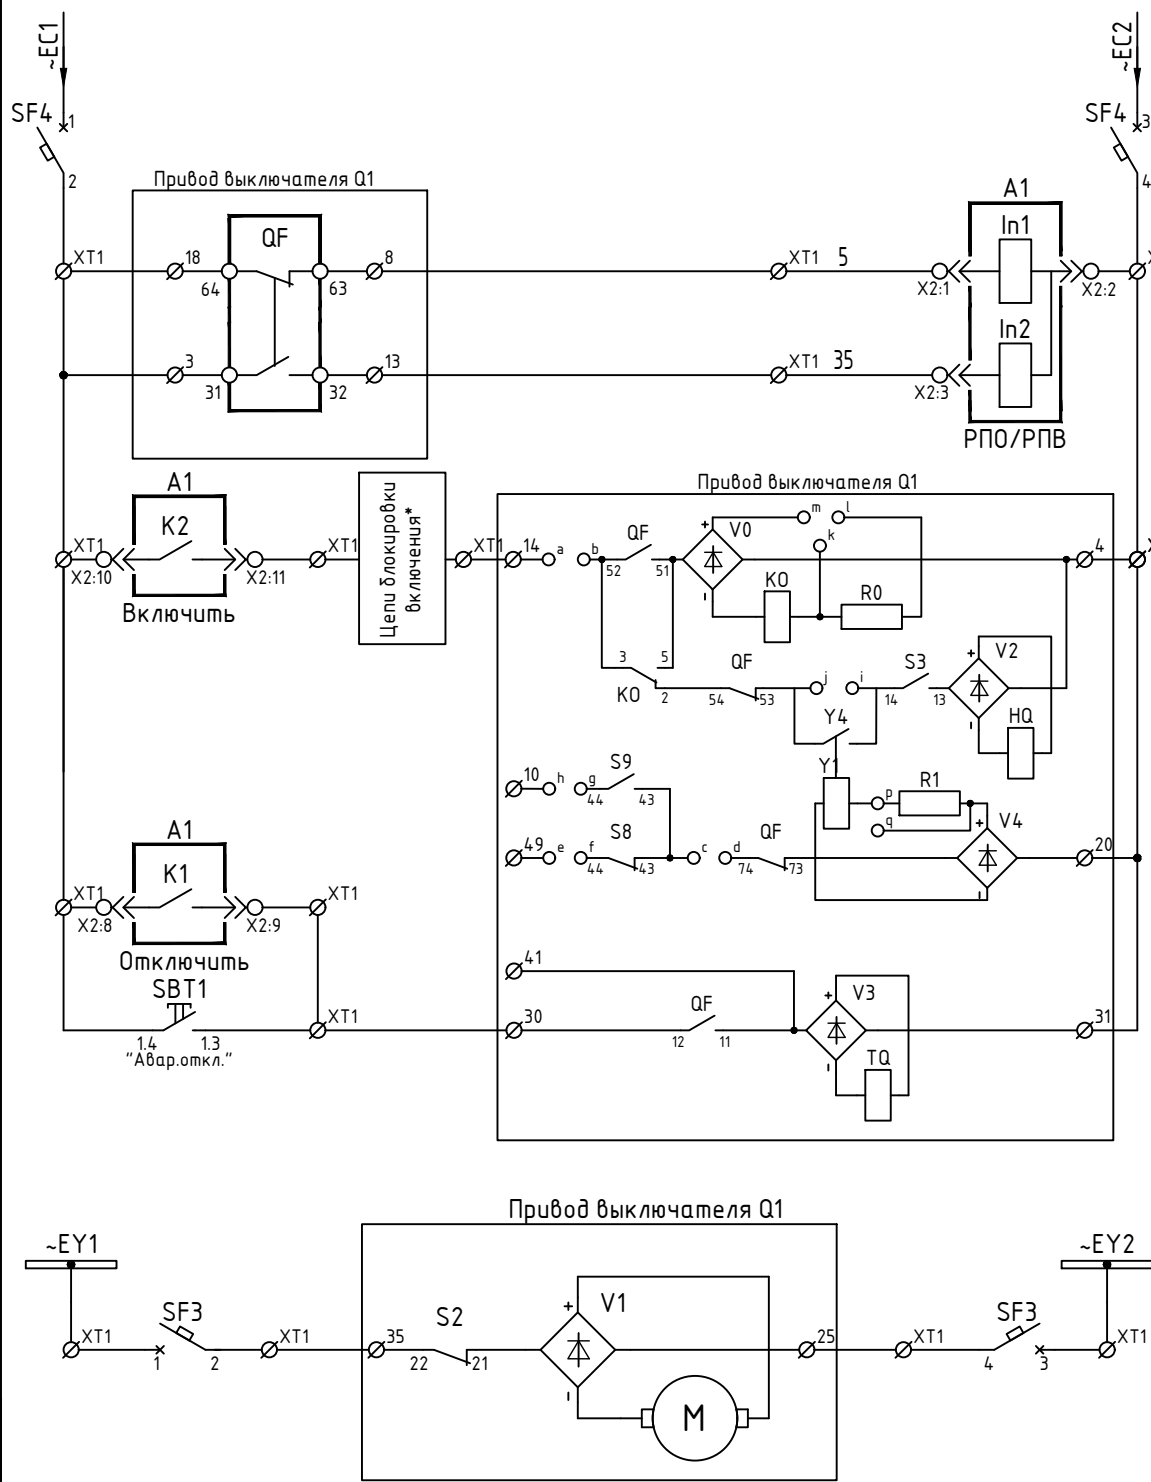 ~EC1
~EC2
SF4
1
2
SF4
3
4
Привод выключателя Q1
QF
XT1
18
64
63
8
XT1
5
A1
In1
X2:1
X2:2
X
3
31
32
13
XT1
35
In2
X2:3
РПО/РПВ
A1
K2
XT1
X2:10
X2:11
XT1
Включить
Цепи блокировки
включения*
XT1
Привод выключателя Q1
14
a
b
QF
52
51
+
V0
-
m
l
k
K0
R0
4
X
3
5
K0
2
QF
54
53
j
i
Y4
S3
14
13
+
V2
-
HQ
10
h
g
S9
44
43
Y1
p
q
R1
+
V4
-
49
e
f
S8
44
43
c
d
QF
74
73
20
A1
K1
XT1
X2:8
X2:9
XT1
Отключить
SBT1
1.4
1.3
"Авар.откл."
XT1
41
30
QF
12
11
+
V3
-
TQ
31
Привод выключателя Q1
~EY1
XT1
SF3
1
2
XT1
35
S2
22
21
+
V1
-
M
25
XT1
SF3
4
3
~EY2
XT1